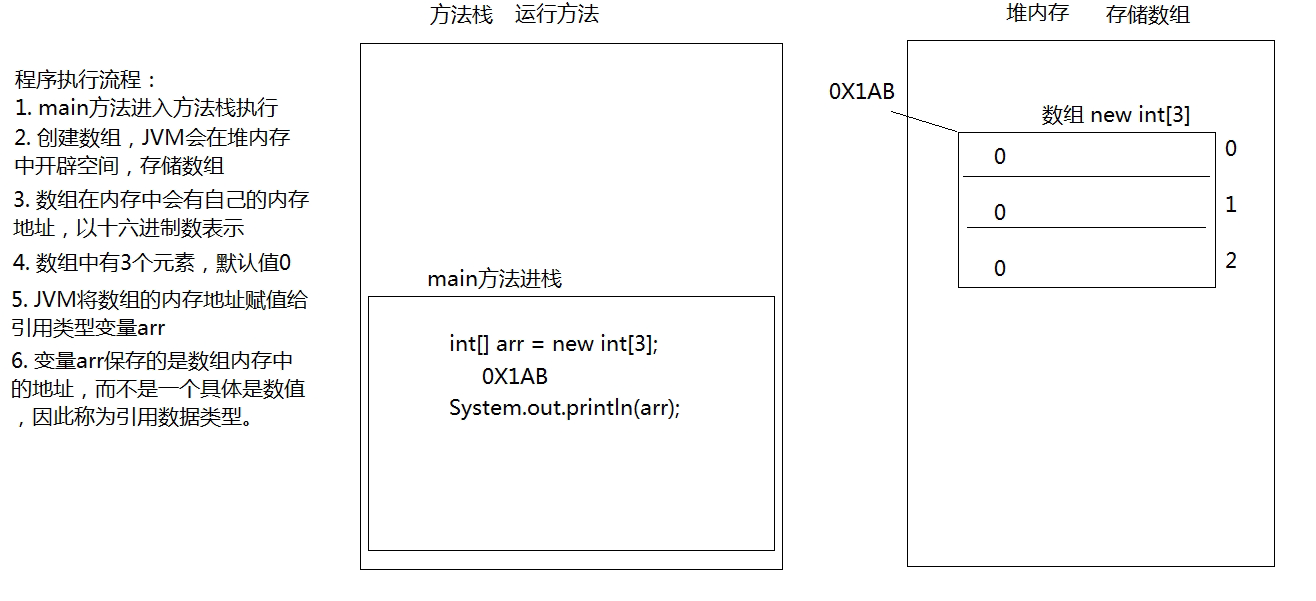 方法栈 运行方法
堆内存 存储数组
程序执行流程：
1. main方法进入方法栈执行
2. 创建数组，JVM会在堆内存
中开辟空间，存储数组
3. 数组在内存中会有自己的内存
地址，以十六进制数表示
4. 数组中有3个元素，默认值0
5. JVM将数组的内存地址赋值给
引用类型变量arr
6. 变量arr保存的是数组内存中
的地址，而不是一个具体是数值
，因此称为引用数据类型。
main方法进栈
int[] arr = new int[3];
0X1AB
System.out.println(arr);
0X1AB
数组 new int[3]
0 0
0 1
0 2